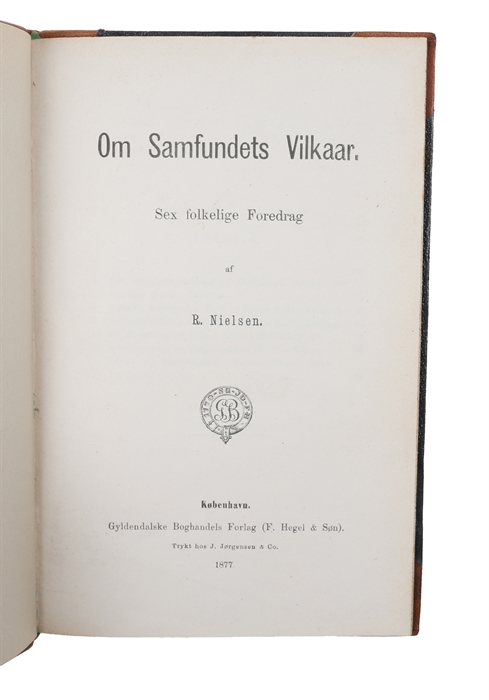 Om Samfundets Vilkaar.
Sex folkelige Foredrag
af
R. Nielsen.
København.
Gyldendalske Boghandels Forlag (F. Hegel & Søn).
Trykt hos J. Jørgensen & Co.
1877